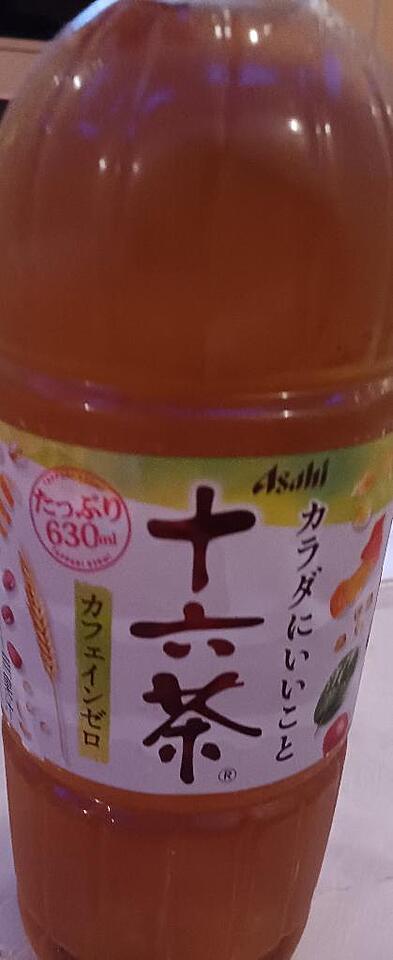 Asahi
たっぷり
630ml
十六茶®
カラダにいいこと
カフェインゼロ